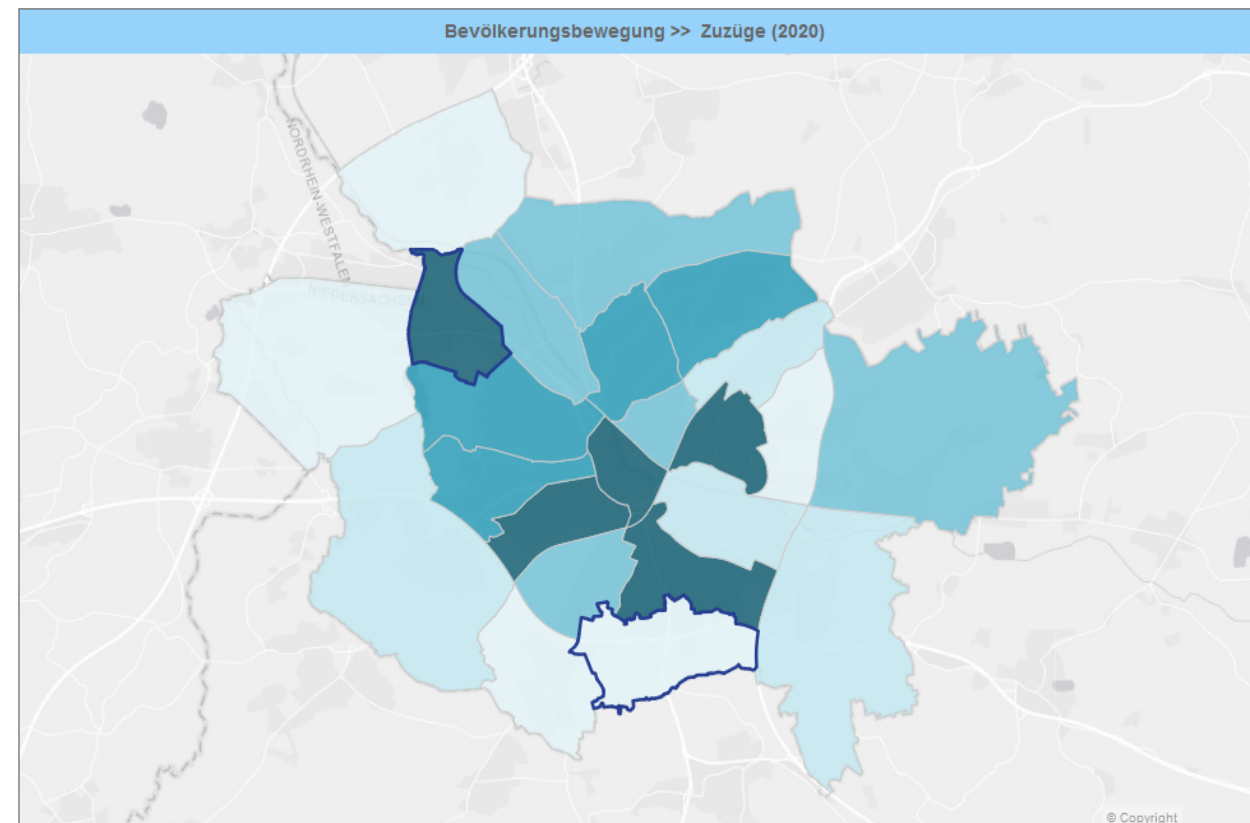 Bevölkerungsbewegung >> Zuzüge (2020)
NORDRHEIN-WESTFALEN
NIEDERSACHSEN
© Copyright